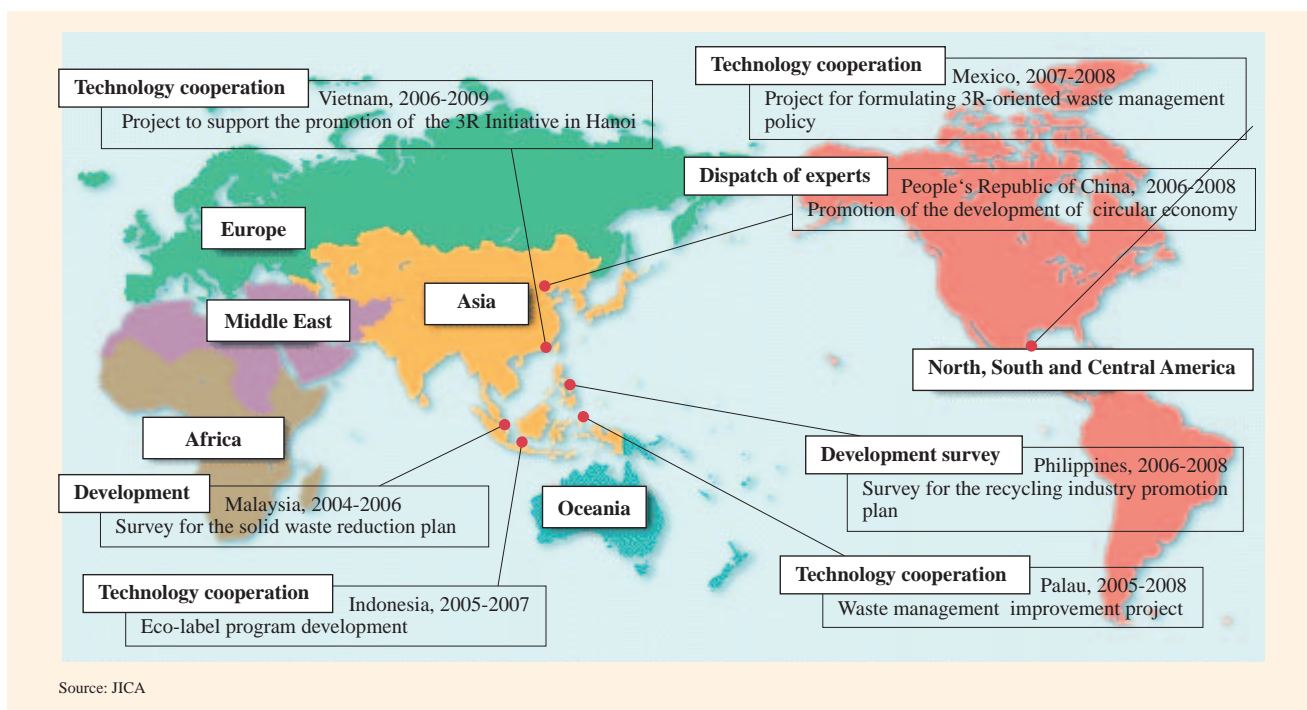 Technology cooperation
Vietnam, 2006-2009
Project to support the promotion of the 3R Initiative in Hanoi
Technology cooperation
Mexico, 2007-2008
Project for formulating 3R-oriented waste management
policy
Dispatch of experts
People‘s Republic of China, 2006-2008
Promotion of the development of circular economy
Europe
Asia
Middle East
North, South and Central America
Africa
Oceania
Development survey
Philippines, 2006-2008
Survey for the recycling industry promotion
plan
Development
Malaysia, 2004-2006
Survey for the solid waste reduction plan
Technology cooperation
Palau, 2005-2008
Waste management improvement project
Technology cooperation
Indonesia, 2005-2007
Eco-label program development
Source: JICA